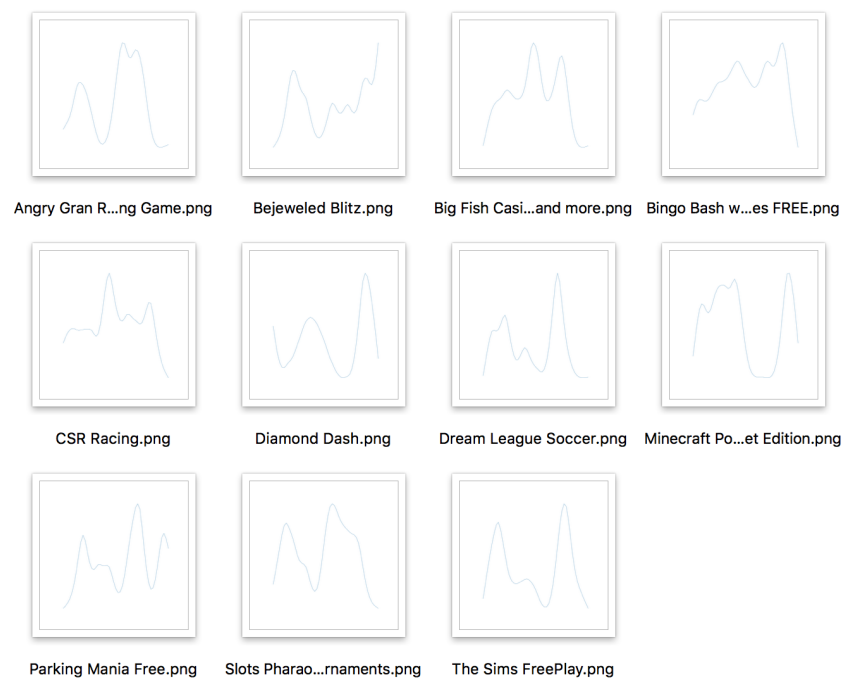 Angry Gran R...ng Game.png
Bejeweled Blitz.png
Big Fish Casi...and more.png
Bingo Bash w...es FREE.png
CSR Racing.png
Diamond Dash.png
Dream League Soccer.png
Minecraft Po...et Edition.png
Parking Mania Free.png
Slots Pharao...rnaments.png
The Sims FreePlay.png